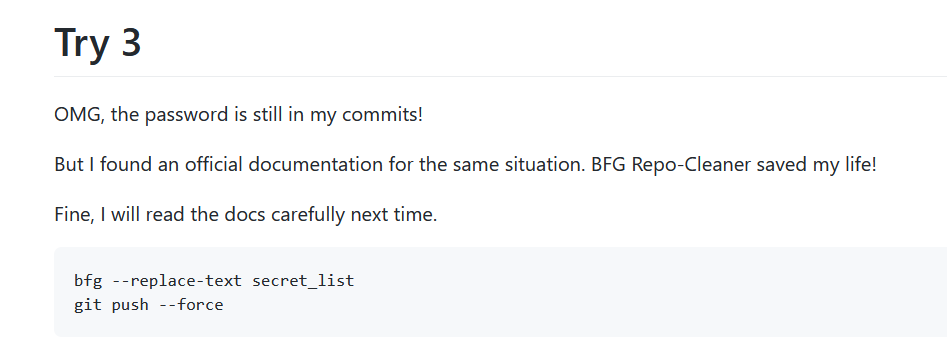 Try 3
OMG, the password is still in my commits!
But I found an official documentation for the same situation. BFG Repo-Cleaner saved my life!
Fine, I will read the docs carefully next time.
bfg --replace-text secret_list
git push --force